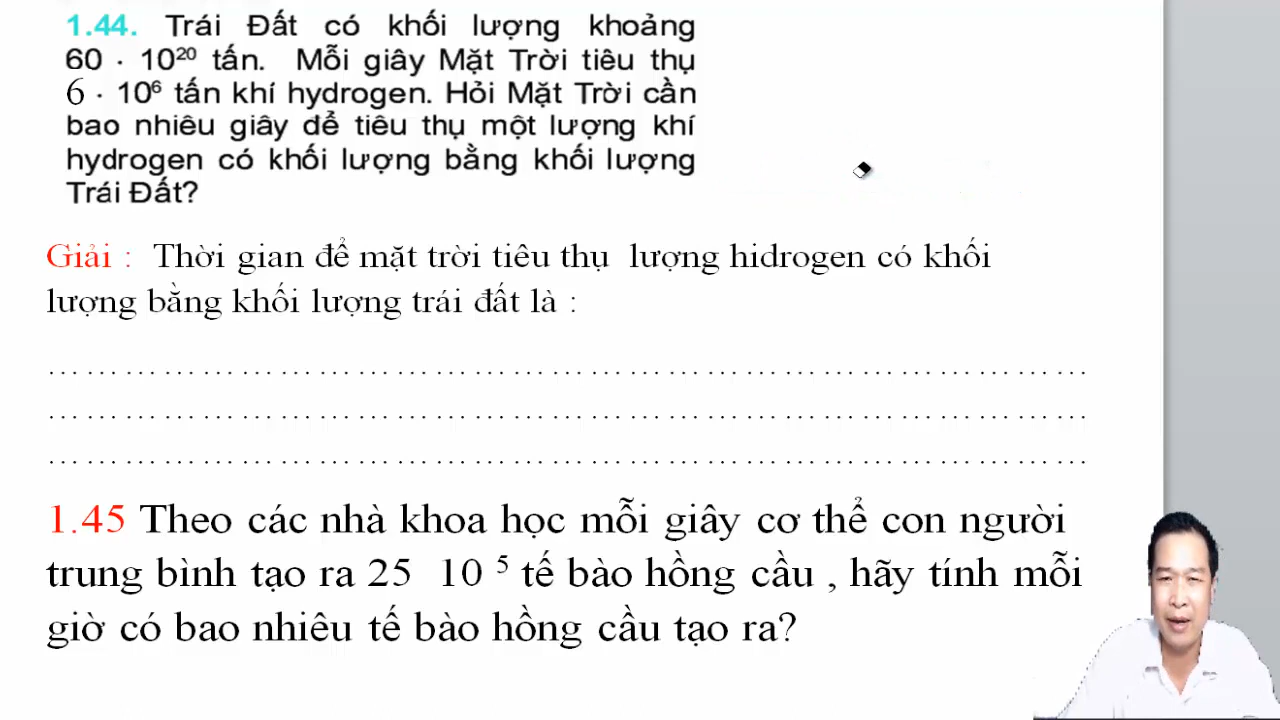 1.44. Trái Đất có khối lượng khoảng
60 · 10²⁰ tấn. Mỗi giây Mặt Trời tiêu thụ
6 · 10⁶ tấn khí hydrogen. Hỏi Mặt Trời cần
bao nhiêu giây để tiêu thụ một lượng khí
hydrogen có khối lượng bằng khối lượng
Trái Đất?
Giải : Thời gian để mặt trời tiêu thụ lượng hidrogen có khối
lượng bằng khối lượng trái đất là :
………………………………………………………………………………
………………………………………………………………………………
………………………………………………………………………………
1.45 Theo các nhà khoa học mỗi giây cơ thể con người
trung bình tạo ra 25 10 ⁵ tế bào hồng cầu , hãy tính mỗi
giờ có bao nhiêu tế bào hồng cầu tạo ra?